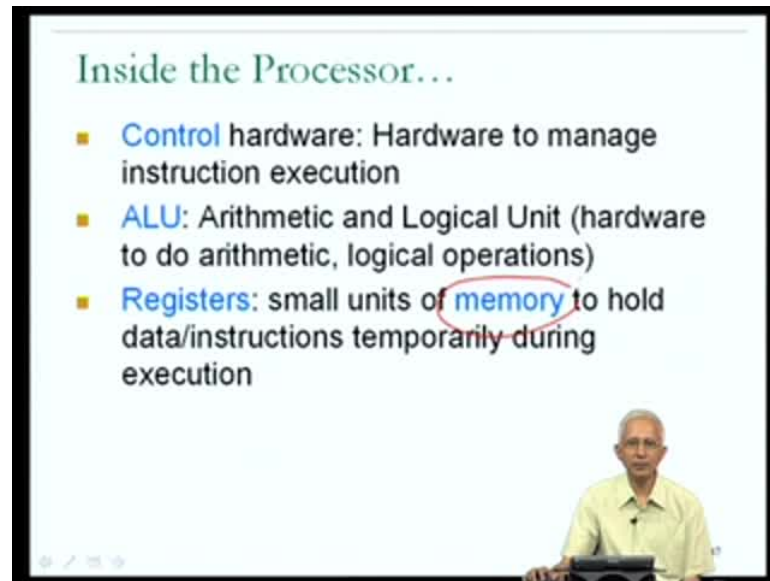 Inside the Processor...
Control hardware: Hardware to manage
instruction execution
ALU: Arithmetic and Logical Unit (hardware
to do arithmetic, logical operations)
Registers: small units of memory to hold
data/instructions temporarily during
execution